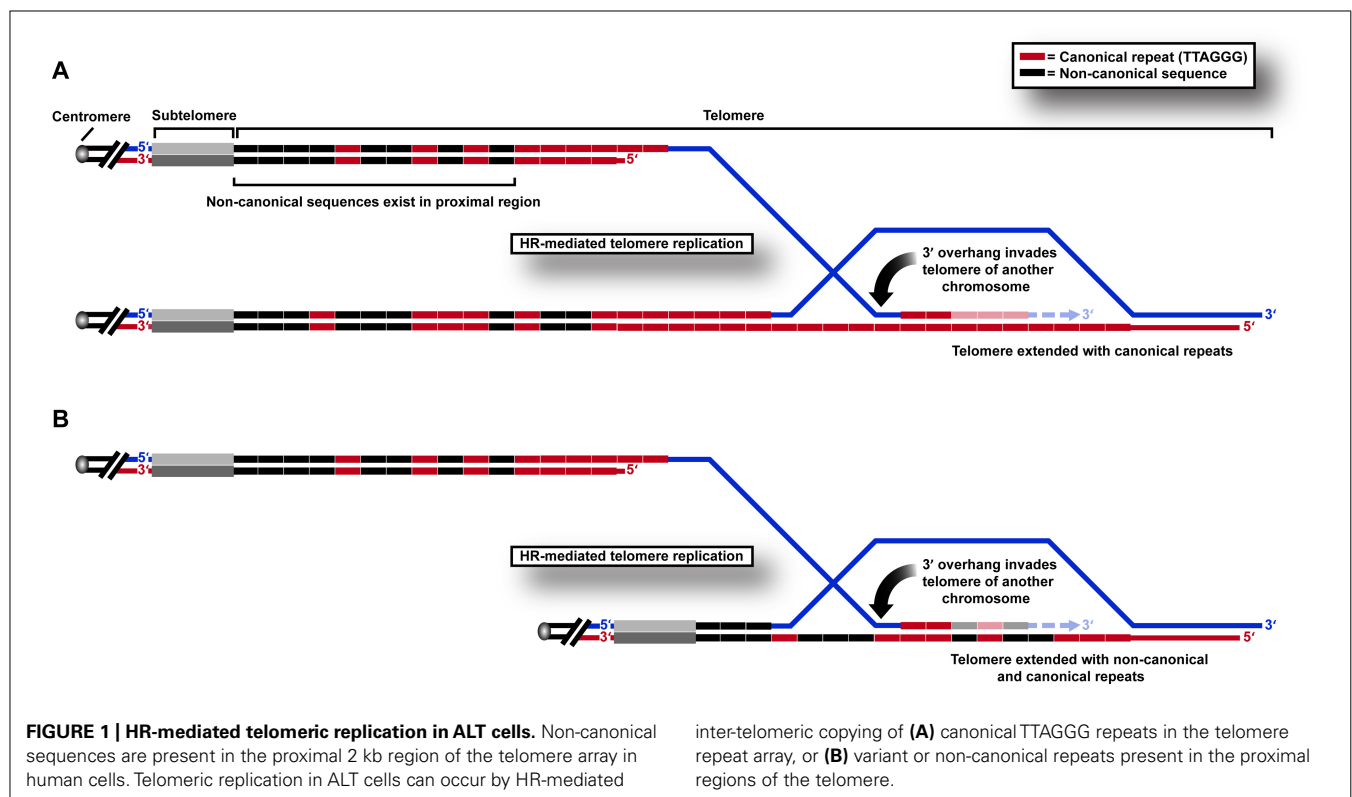 A
= Canonical repeat (TTAGGG)
= Non-canonical sequence
Centromere
Subtelomere
Telomere
5‘
3‘
5‘
Non-canonical sequences exist in proximal region
HR-mediated telomere replication
3′ overhang invades
telomere of another
chromosome
5‘
3‘
3‘
3‘
5‘
Telomere extended with canonical repeats
B
5‘
3‘
5‘
HR-mediated telomere replication
3′ overhang invades
telomere of another
chromosome
5‘
3‘
3‘
3‘
5‘
Telomere extended with non-canonical
and canonical repeats
FIGURE 1 | HR-mediated telomeric replication in ALT cells. Non-canonical
sequences are present in the proximal 2 kb region of the telomere array in
human cells. Telomeric replication in ALT cells can occur by HR-mediated
inter-telomeric copying of (A) canonical TTAGGG repeats in the telomere
repeat array, or (B) variant or non-canonical repeats present in the proximal
regions of the telomere.